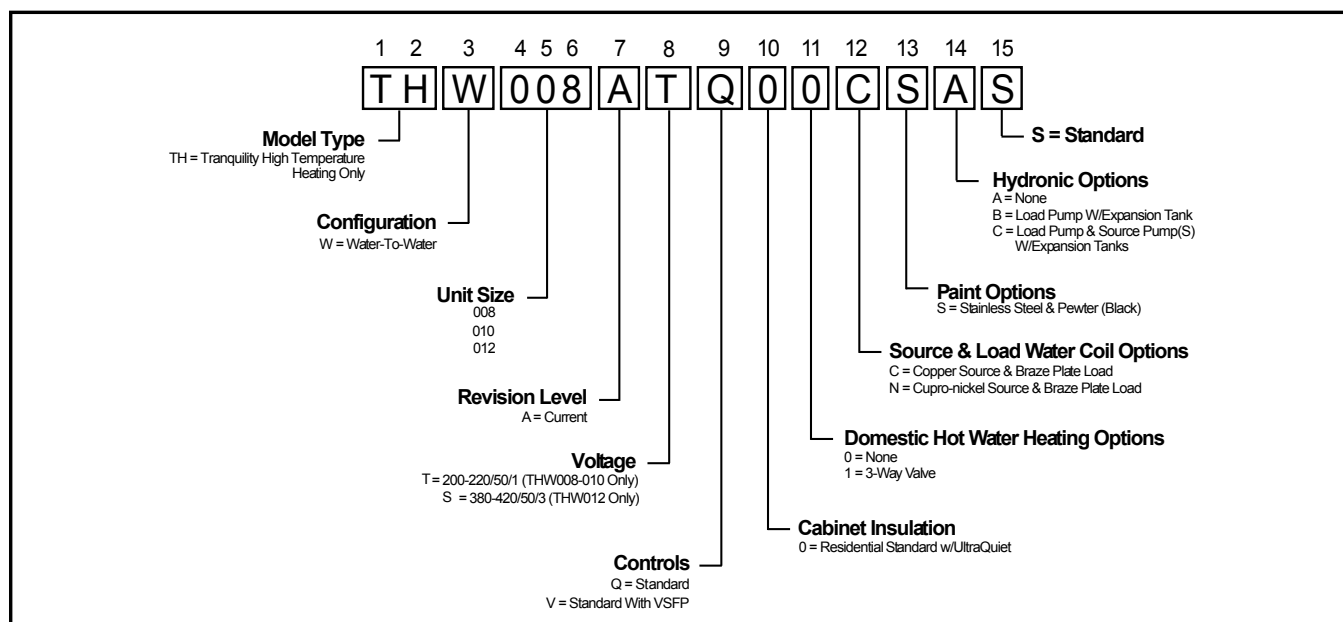 1 2 3 4 5 6 7 8 9 10 11 12 13 14 15
T H W 0 0 8 A T Q 0 0 C S A S
Model Type
TH = Tranquility High Temperature
Heating Only
Configuration
W = Water-To-Water
Unit Size
008
010
012
Revision Level
A = Current
Voltage
T = 200-220/50/1 (THW008-010 Only)
S = 380-420/50/3 (THW012 Only)
Controls
Q = Standard
V = Standard With VSFP
S = Standard
Hydronic Options
A = None
B = Load Pump W/Expansion Tank
C = Load Pump & Source Pump(S)
W/Expansion Tanks
Paint Options
S = Stainless Steel & Pewter (Black)
Source & Load Water Coil Options
C = Copper Source & Braze Plate Load
N = Cupro-nickel Source & Braze Plate Load
Domestic Hot Water Heating Options
0 = None
1 = 3-Way Valve
Cabinet Insulation
0 = Residential Standard w/UltraQuiet